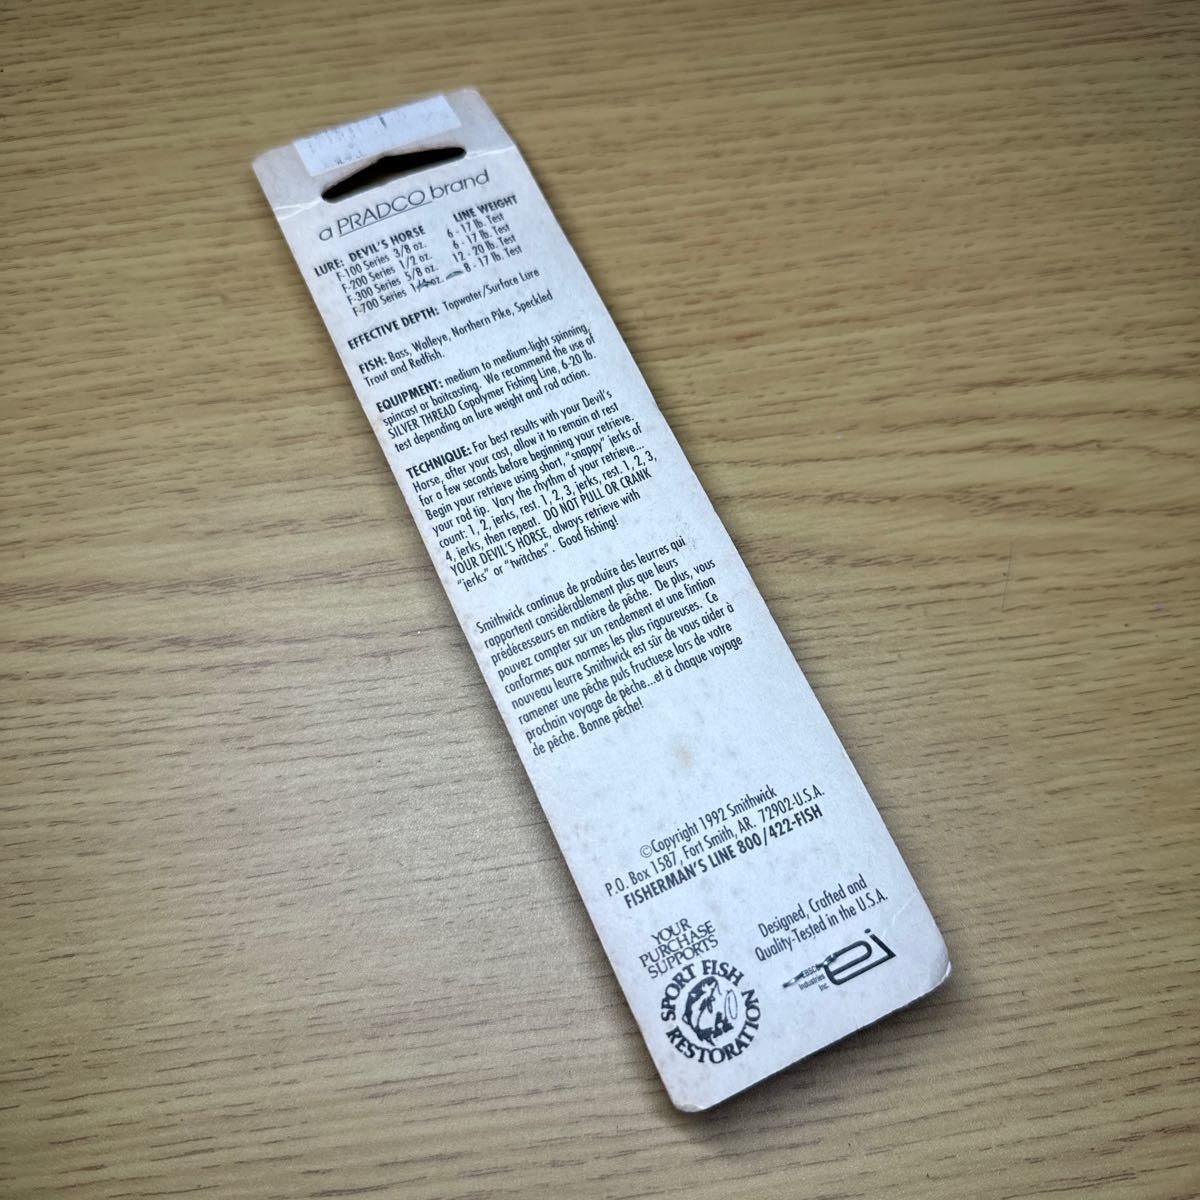 a PRADCO brand
LURE: DEVIL'S HORSE LINE WEIGHT
F-100 Series 3/8 oz. 6 - 17 lb. Test
F-200 Series 1/2 oz. 6 - 17 lb. Test
F-300 Series 5/8 oz. 12 - 20 lb. Test
F-700 Series oz. 8 - 17 lb. Test
EFFECTIVE DEPTH: Topwater/Surface Lure
FISH: Bass, Walleye, Northern Pike, Speckled
Trout and Redfish.
EQUIPMENT: medium to medium-light spinning,
spincast or baitcasting. We recommend the use of
SILVER THREAD Copolymer Fishing Line, 6-20 lb.
test depending on lure weight and rod action.
TECHNIQUE: For best results with your Devil's
Horse, after your cast, allow it to remain at rest
for a few seconds before beginning your retrieve.
Begin your retrieve using short, "snappy" jerks of
your rod tip. Vary the rhythm of your retrieve...
count: 1, 2, jerks, rest. 1, 2, 3, jerks, rest. 1, 2, 3,
4, jerks, then repeat. DO NOT PULL OR CRANK
YOUR DEVIL'S HORSE, always retrieve with
"jerks" or "twitches". Good fishing!
Smithwick continue de produire des leurres qui
rapportent considérablement plus que leurs
prédécesseurs en matière de pêche. De plus, vous
pouvez compter sur un rendement et une fintion
conformes aux normes les plus rigoureuses. Ce
nouveau leurre Smithwick est sûr de vous aider à
ramener une pêche puls fructuese lors de votre
prochain voyage de pèche...et à chaque voyage
de pêche. Bonne pêche!
©Copyright 1992 Smithwick
P.O. Box 1587, Fort Smith, AR. 72902-U.S.A.
FISHERMAN'S LINE 800/422-FISH
YOUR
PURCHASE
SUPPORTS
SPORT FISH
RESTORATION
Designed, Crafted and
Quality-Tested in the U.S.A.
EBSCO
Industries
Inc
ei